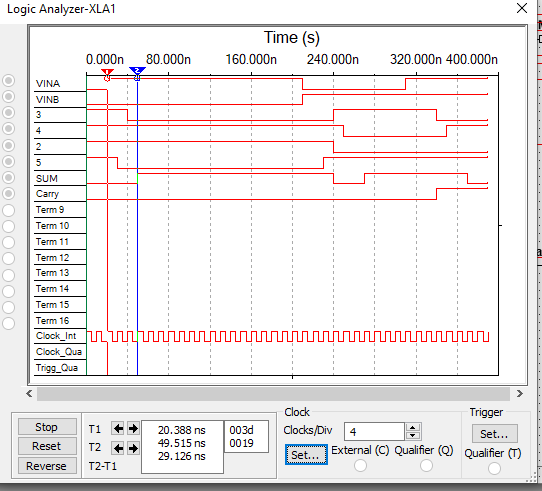 Logic Analyzer-XLA1
Time (s)
0.000n 80.000n 160.000n 240.000n 320.000n 400.000n
1 2
VINA
VINB
3
4
2
5
SUM
Carry
Term 9
Term 10
Term 11
Term 12
Term 13
Term 14
Term 15
Term 16
Clock_Int
Clock_Qua
Trigg_Qua
Stop
Reset
Reverse
T1 20.388 ns 003d
T2 49.515 ns 0019
T2-T1 29.126 ns
Clock
Clocks/Div 4
Set... External (C) Qualifier (Q)
Trigger
Set...
Qualifier (T)